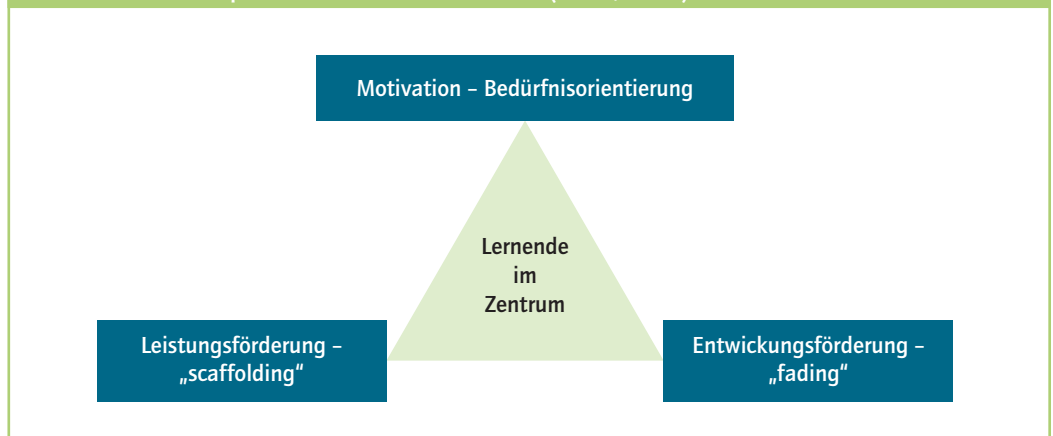 Motivation – Bedürfnisorientierung
Lernende
im
Zentrum
Leistungsförderung –
„scaffolding“
Entwickungsförderung –
„fading“